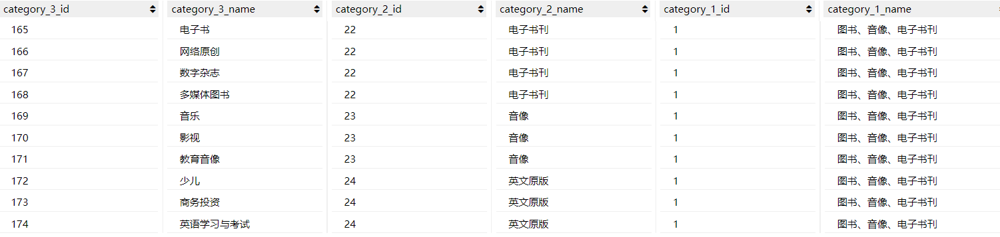 category_3_id category_3_name category_2_id category_2_name category_1_id category_1_name
165 电子书 22 电子书刊 1 图书、音像、电子书刊
166 网络原创 22 电子书刊 1 图书、音像、电子书刊
167 数字杂志 22 电子书刊 1 图书、音像、电子书刊
168 多媒体图书 22 电子书刊 1 图书、音像、电子书刊
169 音乐 23 音像 1 图书、音像、电子书刊
170 影视 23 音像 1 图书、音像、电子书刊
171 教育音像 23 音像 1 图书、音像、电子书刊
172 少儿 24 英文原版 1 图书、音像、电子书刊
173 商务投资 24 英文原版 1 图书、音像、电子书刊
174 英语学习与考试 24 英文原版 1 图书、音像、电子书刊